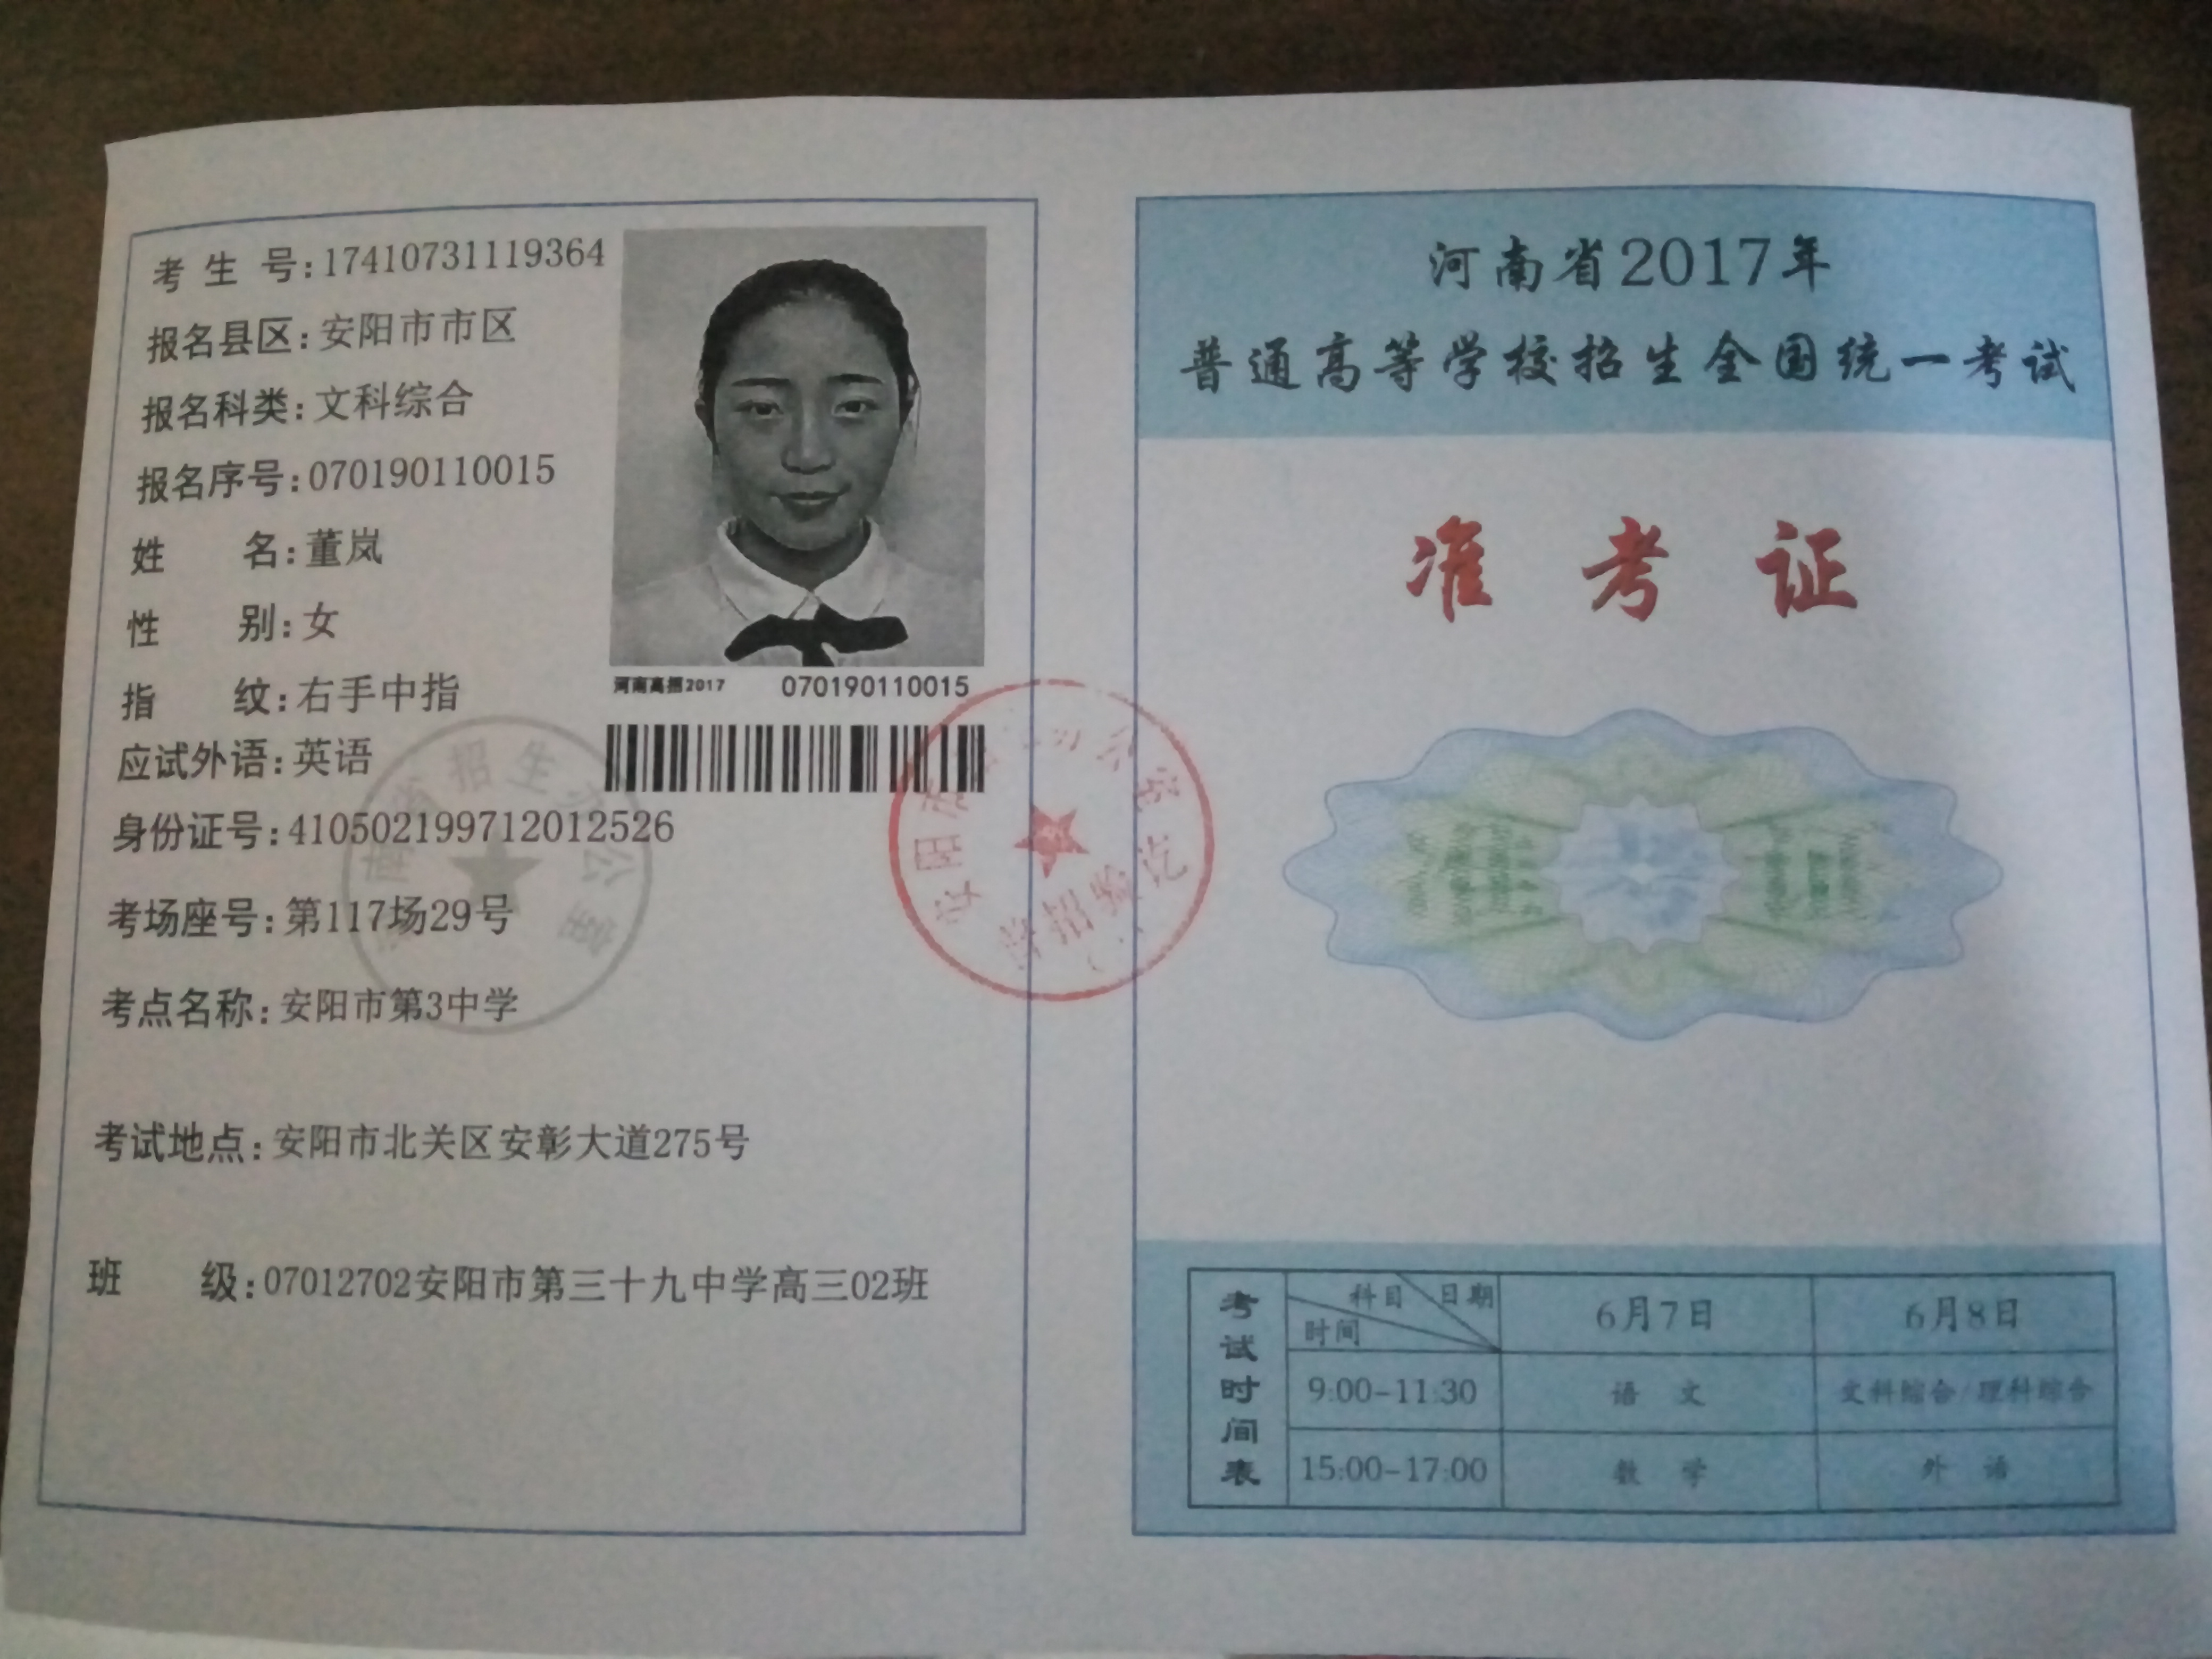 考生号:17410731119364
报名县区:安阳市市区
报名科类:文科综合
报名序号:070190110015
姓名:董岚
性别:女
指纹:右手中指
应试外语:英语
身份证号:410502199712012526
考场座号:第117场29号
考点名称:安阳市第3中学
考试地点:安阳市北关区安彰大道275号
班级:07012702安阳市第三十九中学高三02班
河南高招2017 070190110015
南省招生办公室
安阳市
招验讫
河南省2017年
普通高等学校招生全国统一考试
准考证
准考证
考试时间表
科目 日期 时间 6月7日 6月8日
9:00-11:30 语文 文科综合/理科综合
15:00-17:00 数学 外语